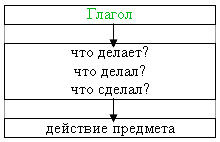 Глагол
что делает?
что делал?
что сделал?
действие предмета